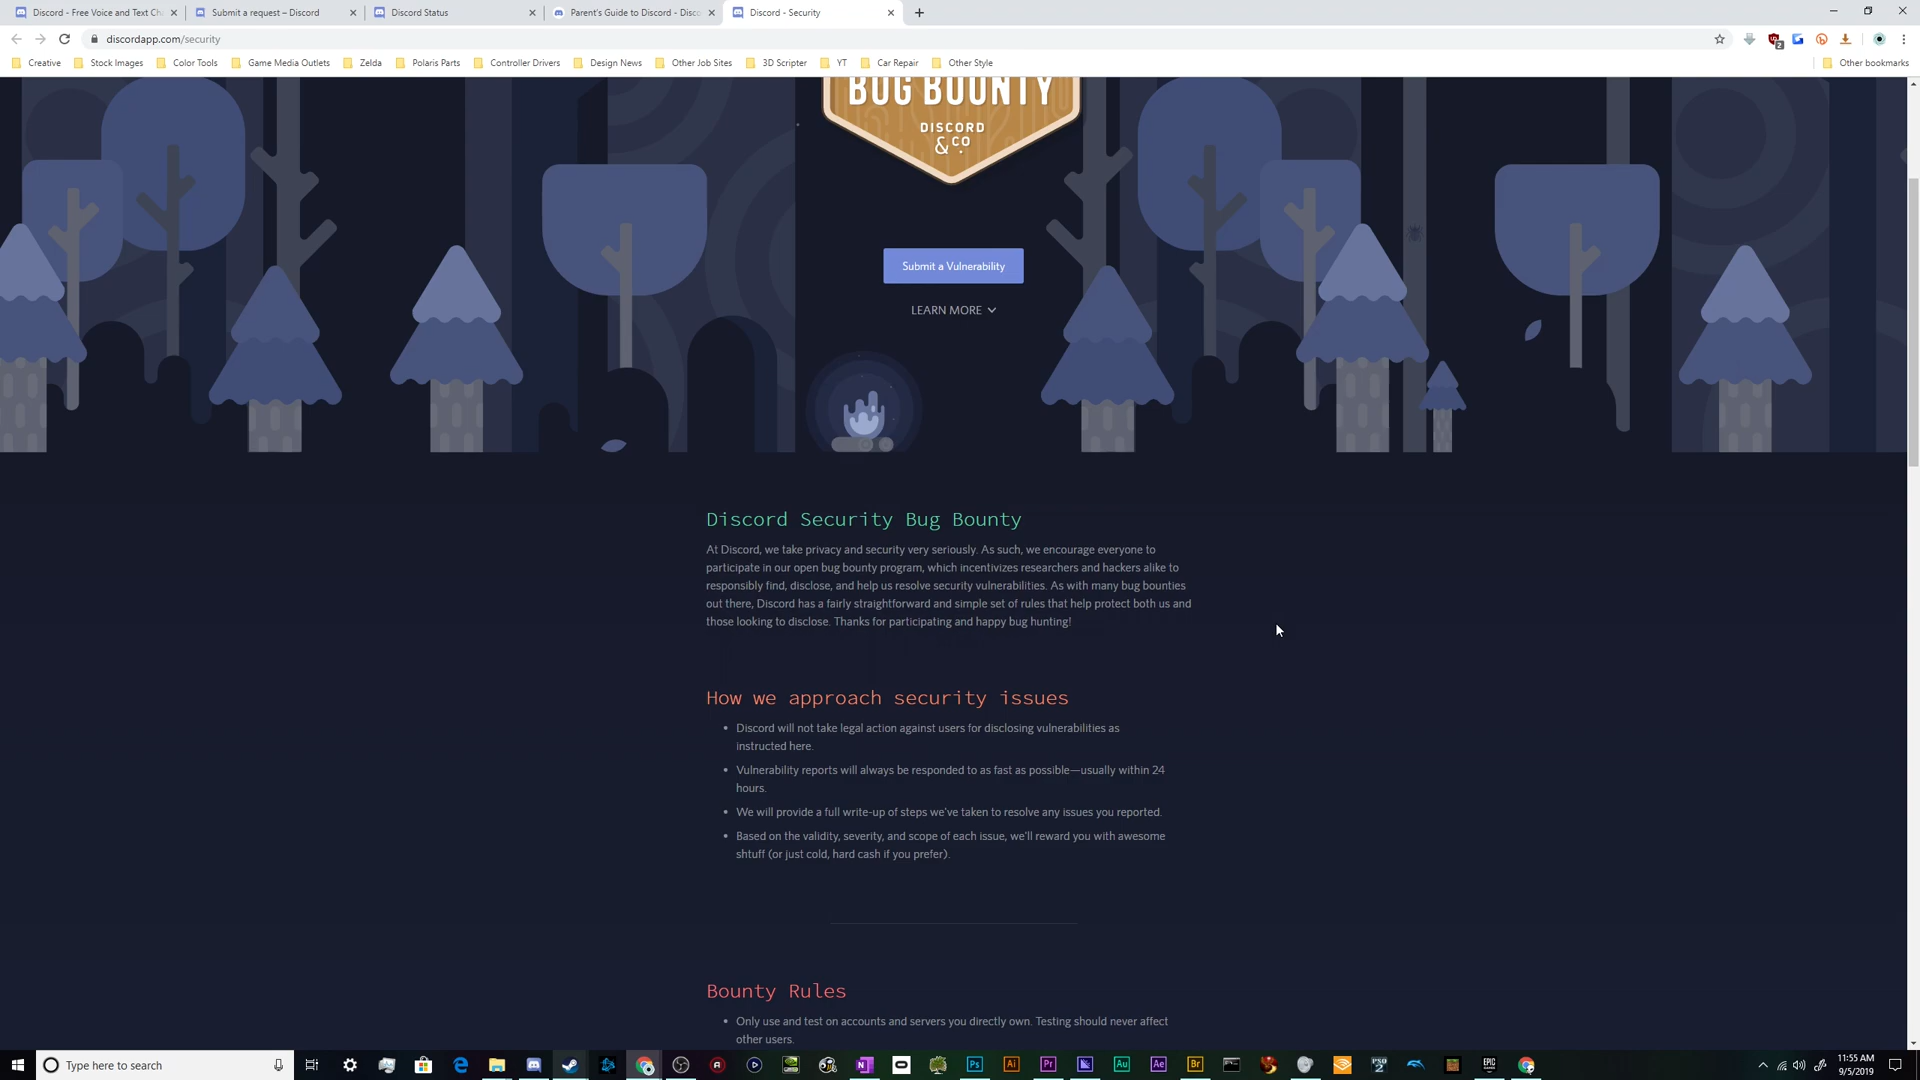 Discord - Free Voice and Text Ch
Submit a request – Discord
Discord Status
Parent's Guide to Discord - Disco
Discord - Security
discordapp.com/security
2
Creative
Stock Images
Color Tools
Game Media Outlets
Zelda
Polaris Parts
Controller Drivers
Design News
Other Job Sites
3D Scripter
YT
Car Repair
Other Style
Other bookmarks
BUG BOUNTY
DISCORD
& CO.
Submit a Vulnerability
LEARN MORE
Discord Security Bug Bounty
At Discord, we take privacy and security very seriously. As such, we encourage everyone to
participate in our open bug bounty program, which incentivizes researchers and hackers alike to
responsibly find, disclose, and help us resolve security vulnerabilities. As with many bug bounties
out there, Discord has a fairly straightforward and simple set of rules that help protect both us and
those looking to disclose. Thanks for participating and happy bug hunting!
How we approach security issues
• Discord will not take legal action against users for disclosing vulnerabilities as
instructed here.
• Vulnerability reports will always be responded to as fast as possible—usually within 24
hours.
• We will provide a full write-up of steps we've taken to resolve any issues you reported.
• Based on the validity, severity, and scope of each issue, we'll reward you with awesome
shtuff (or just cold, hard cash if you prefer).
Bounty Rules
• Only use and test on accounts and servers you directly own. Testing should never affect
other users.
Type here to search
Ps
Ai
Pr
Au
Ae
Br
EPIC
GAMES
11:55 AM
9/5/2019